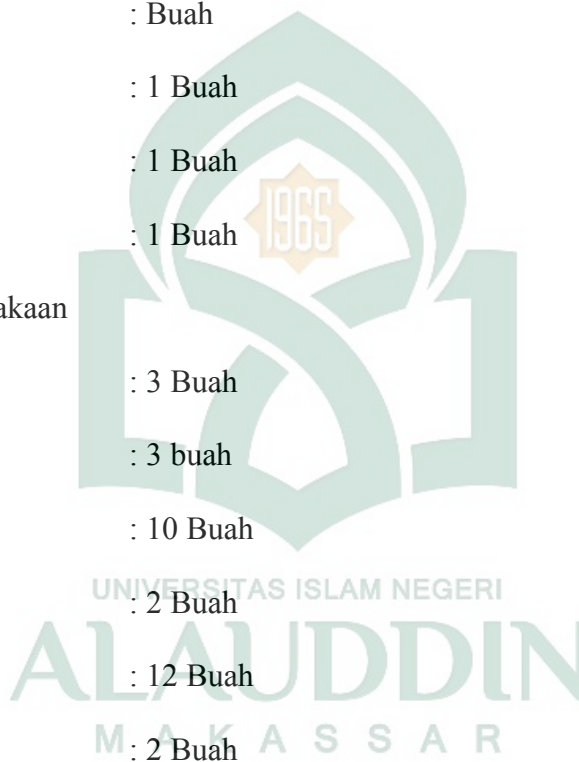 : Buah
: 1 Buah
: 1 Buah
: 1 Buah
1965
akaan
: 3 Buah
: 3 buah
: 10 Buah
UNIVERSITAS ISLAM NEGERI
: 2 Buah
ALAUDDIN
: 12 Buah
MAKASSAR
: 2 Buah